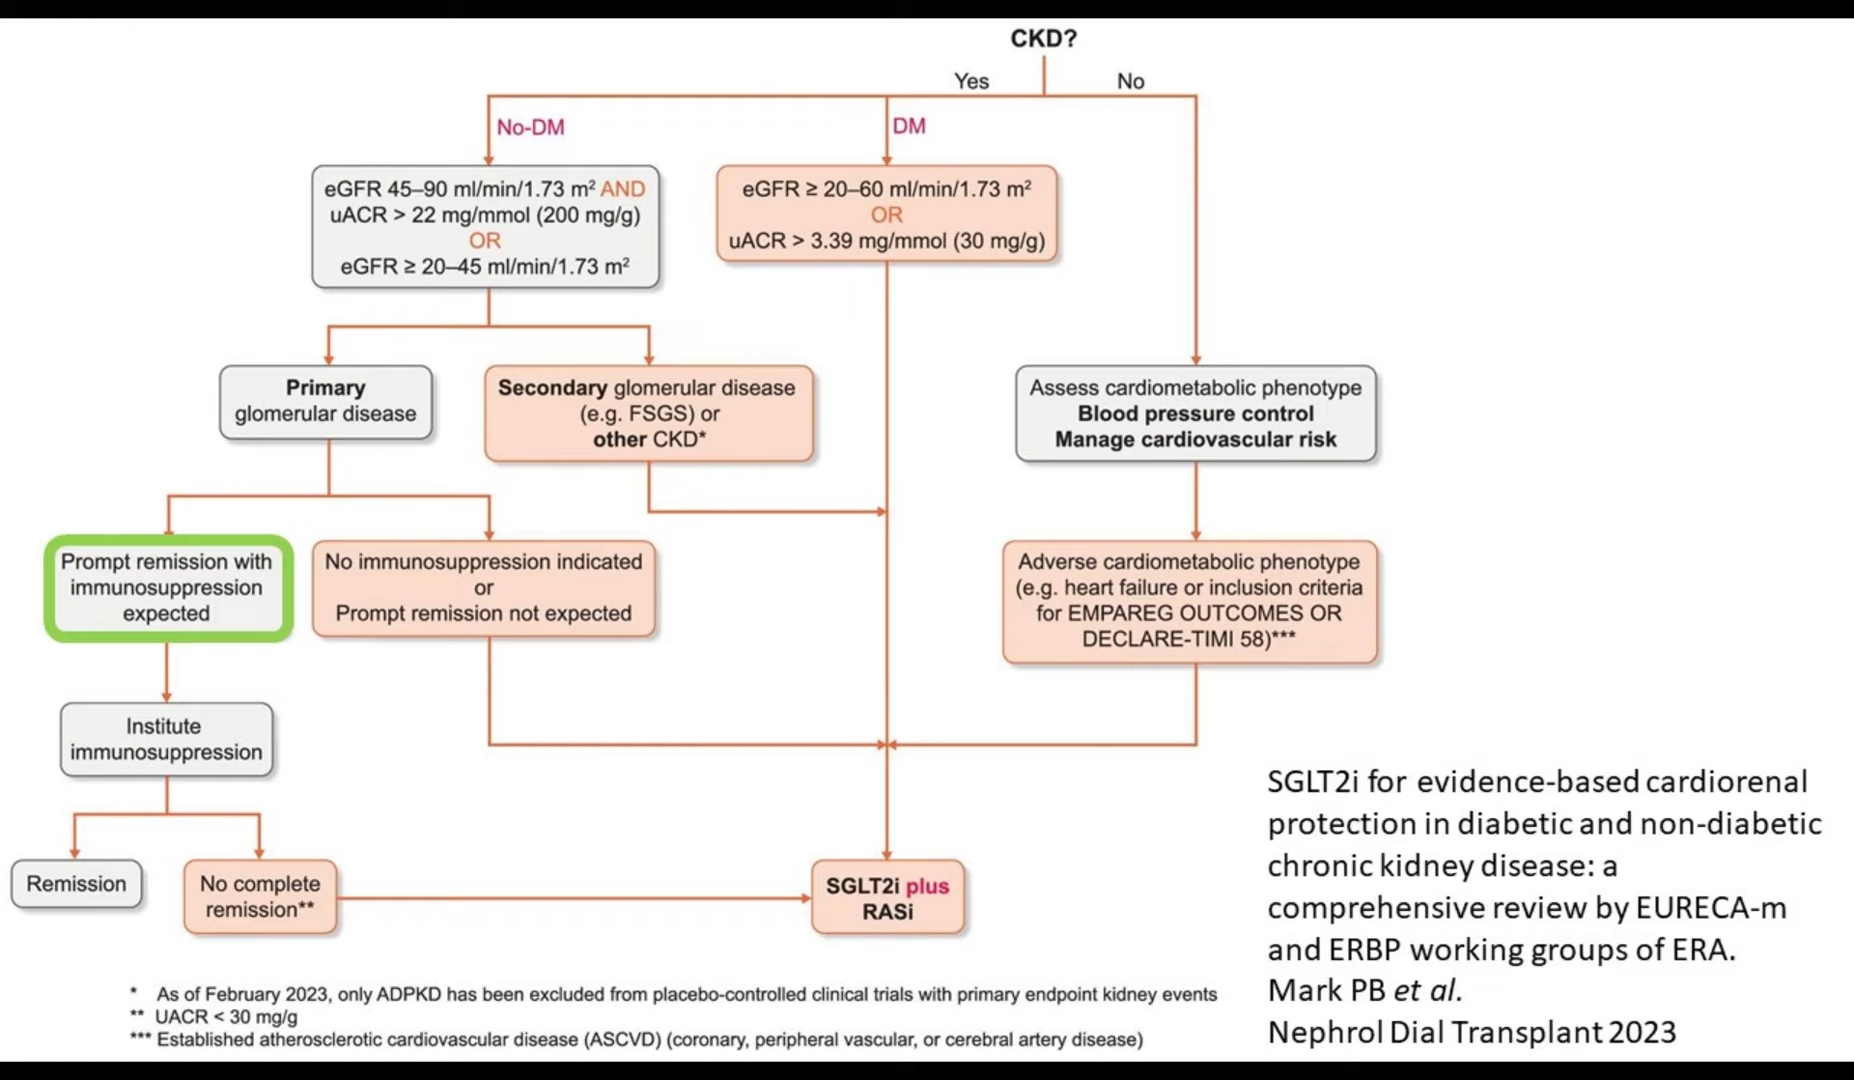 CKD?
Yes
No
No-DM
DM
eGFR 45–90 ml/min/1.73 m² AND
uACR > 22 mg/mmol (200 mg/g)
OR
eGFR ≥ 20–45 ml/min/1.73 m²
eGFR ≥ 20–60 ml/min/1.73 m²
OR
uACR > 3.39 mg/mmol (30 mg/g)
Primary
glomerular disease
Secondary glomerular disease
(e.g. FSGS) or
other CKD*
Assess cardiometabolic phenotype
Blood pressure control
Manage cardiovascular risk
Prompt remission with
immunosuppression
expected
No immunosuppression indicated
or
Prompt remission not expected
Adverse cardiometabolic phenotype
(e.g. heart failure or inclusion criteria
for EMPAREG OUTCOMES OR
DECLARE-TIMI 58)***
Institute
immunosuppression
Remission
No complete
remission**
SGLT2i plus
RASi
SGLT2i for evidence-based cardiorenal
protection in diabetic and non-diabetic
chronic kidney disease: a
comprehensive review by EURECA-m
and ERBP working groups of ERA.
Mark PB et al.
Nephrol Dial Transplant 2023
* As of February 2023, only ADPKD has been excluded from placebo-controlled clinical trials with primary endpoint kidney events
** UACR < 30 mg/g
*** Established atherosclerotic cardiovascular disease (ASCVD) (coronary, peripheral vascular, or cerebral artery disease)